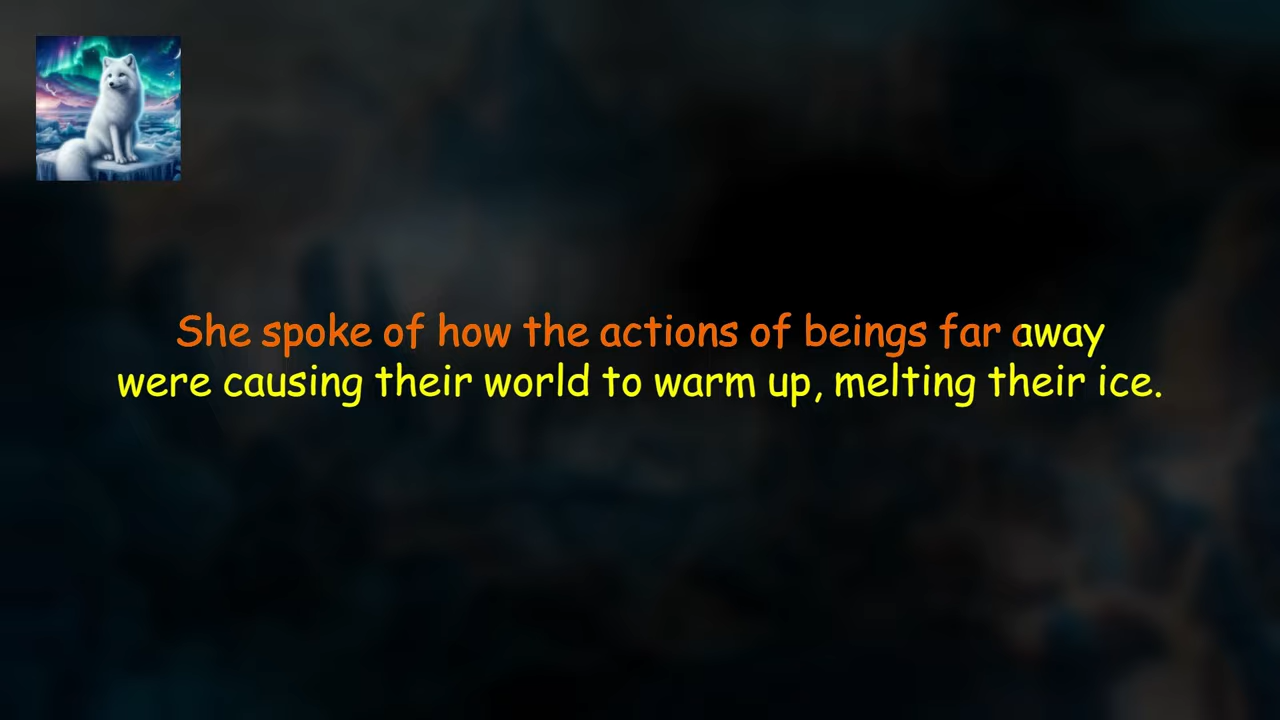 She spoke of how the actions of beings far away
were causing their world to warm up, melting their ice.